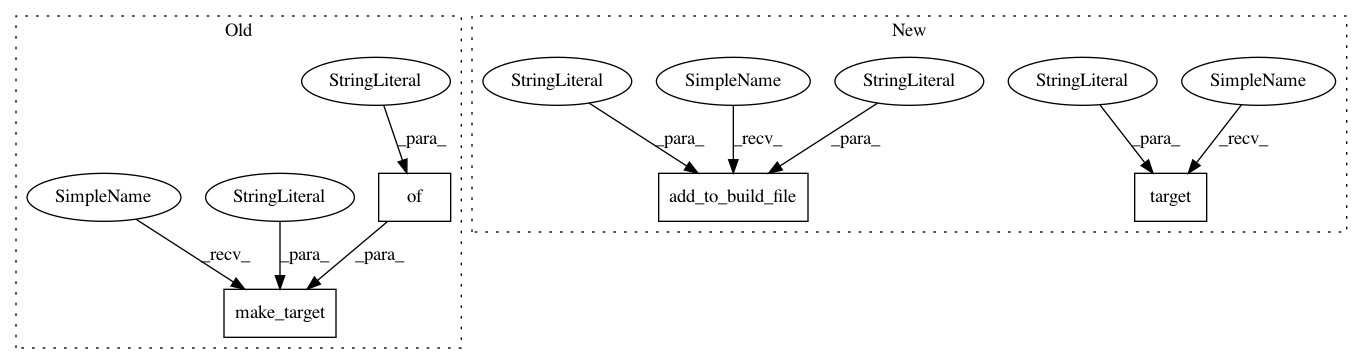 Old
New
StringLiteral
StringLiteral
SimpleName
StringLiteral
StringLiteral
SimpleName
_para_
_para_
_recv_
_para_
_para_
_recv_
SimpleName
StringLiteral
of
add_to_build_file
target
_recv_
_para_
_para_
make_target